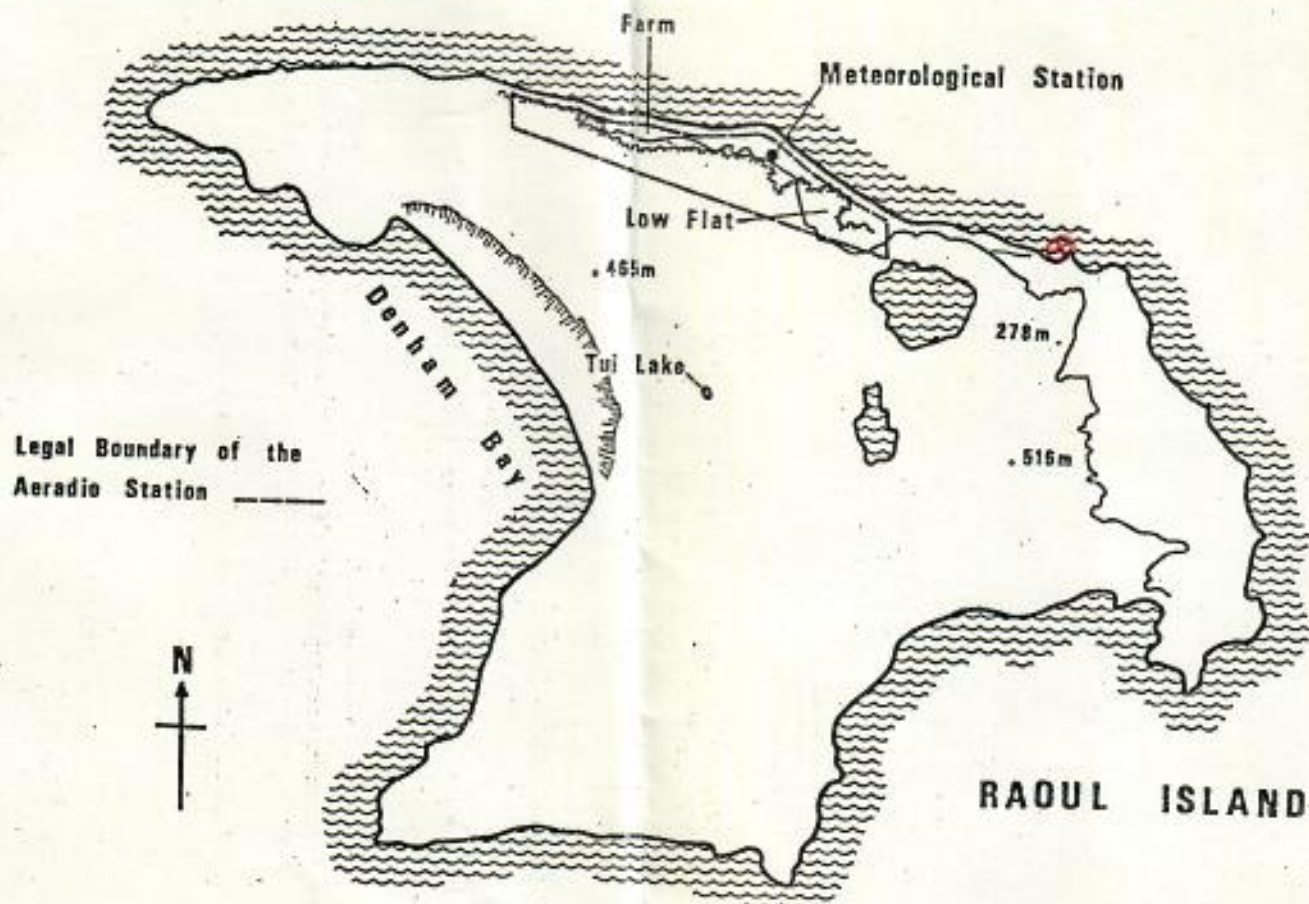 Farm
Meteorological Station
Low Flat
. 465m
Denham Bay
Tui Lake
278m .
Legal Boundary of the
Aeradio Station
. 516m
N
RAOUL ISLAND